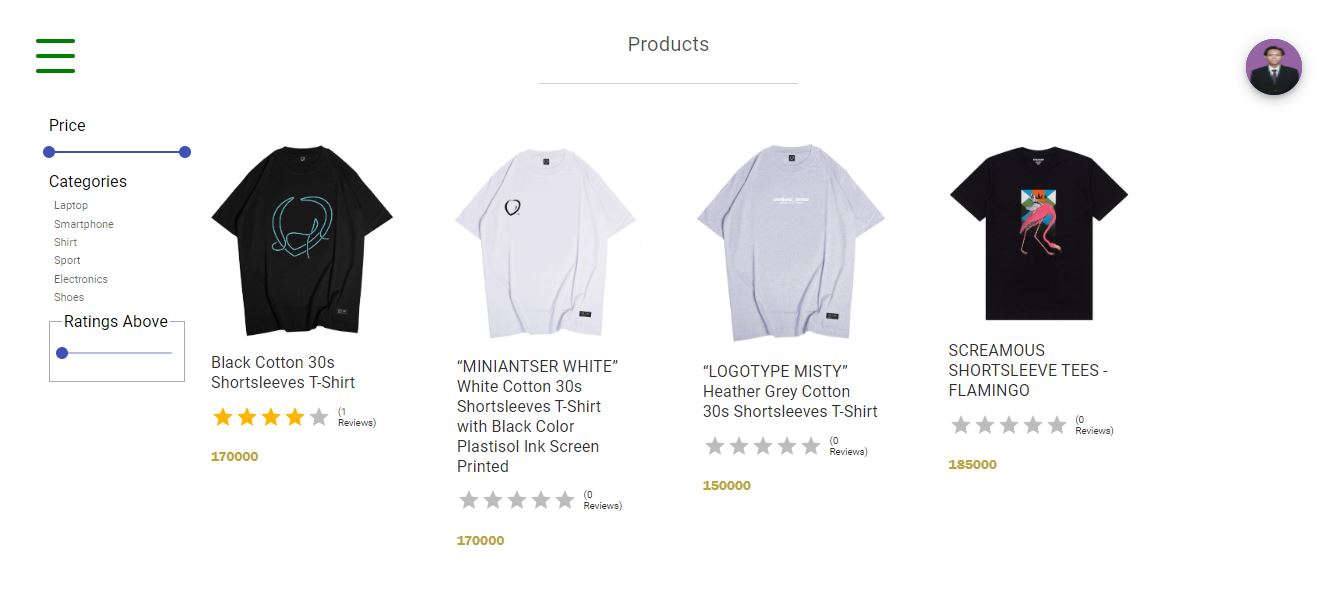 Products
Price
Categories
Laptop
Smartphone
Shirt
Sport
Electronics
Shoes
Ratings Above
Black Cotton 30s
Shortsleeves T-Shirt
(1
Reviews)
170000
“MINIANTSER WHITE”
White Cotton 30s
Shortsleeves T-Shirt
with Black Color
Plastisol Ink Screen
Printed
(0
Reviews)
170000
“LOGOTYPE MISTY”
Heather Grey Cotton
30s Shortsleeves T-Shirt
(0
Reviews)
150000
SCREAMOUS
SHORTSLEEVE TEES -
FLAMINGO
(0
Reviews)
185000